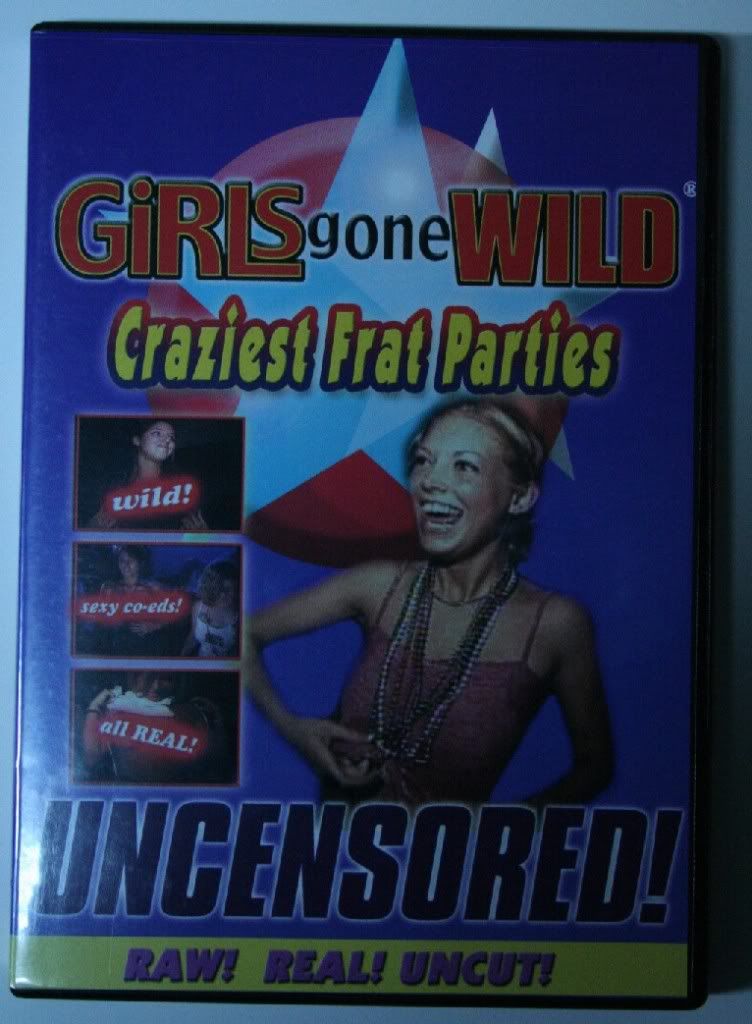 GiRLS gone WILD®
Craziest Frat Parties
wild!
sexy co-eds!
all REAL!
UNCENSORED!
RAW! REAL! UNCUT!